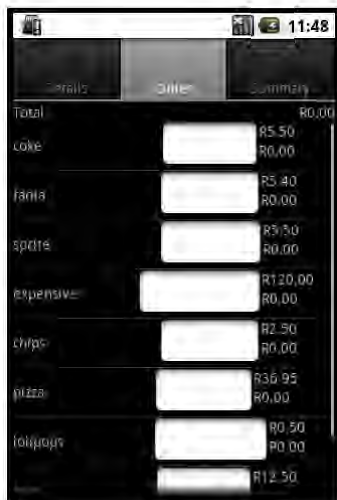 11:48
Details Order Summary
Total R0.00
coke R5.50
R0.00
fanta R5.40
R0.00
sprite R5.50
R0.00
expensive R120.00
R0.00
chips R2.50
R0.00
pizza R36.95
R0.00
lollipops R0.50
R0.00
R12.50